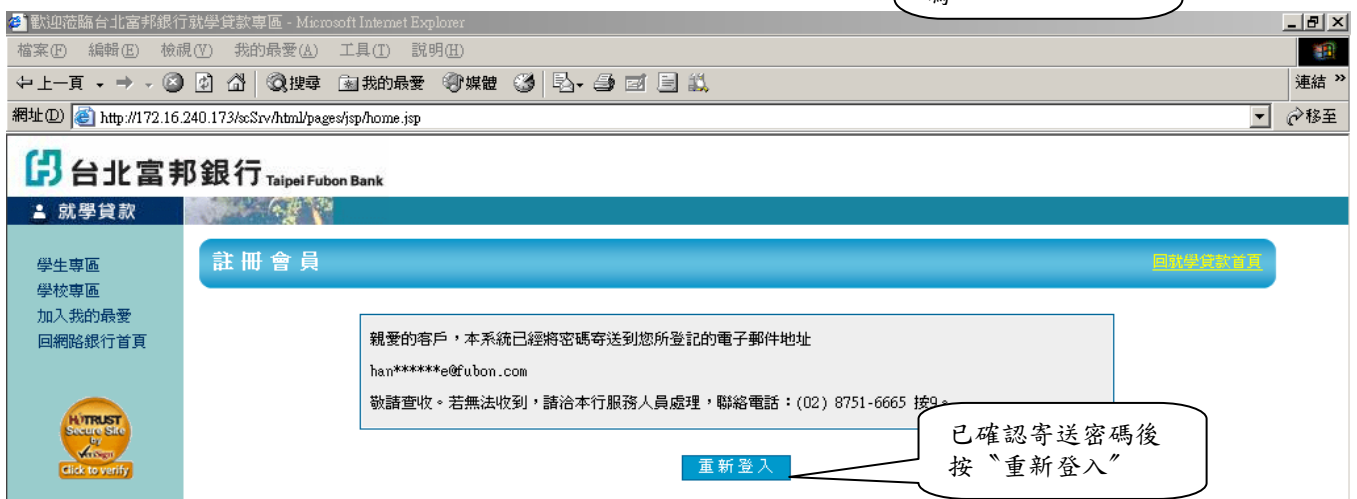 歡迎蒞臨台北富邦銀行就學貸款專區 - Microsoft Internet Explorer
檔案(F) 編輯(E) 檢視(V) 我的最愛(A) 工具(T) 說明(H)
上一頁 搜尋 我的最愛 媒體 連結 »
網址(D) http://172.16.240.173/scSrv/html/pages/jsp/home.jsp 移至
台北富邦銀行 Taipei Fubon Bank
就學貸款
註冊會員 回就學貸款首頁
學生專區
學校專區
加入我的最愛
回網路銀行首頁
親愛的客戶，本系統已經將密碼寄送到您所登記的電子郵件地址
han******e@fubon.com
敬請查收。若無法收到，請洽本行服務人員處理，聯絡電話：(02) 8751-6665 按9。
HiTRUST
Secure Site
by
VeriSign
Click to verify
重新登入
已確認寄送密碼後
按〝重新登入〞